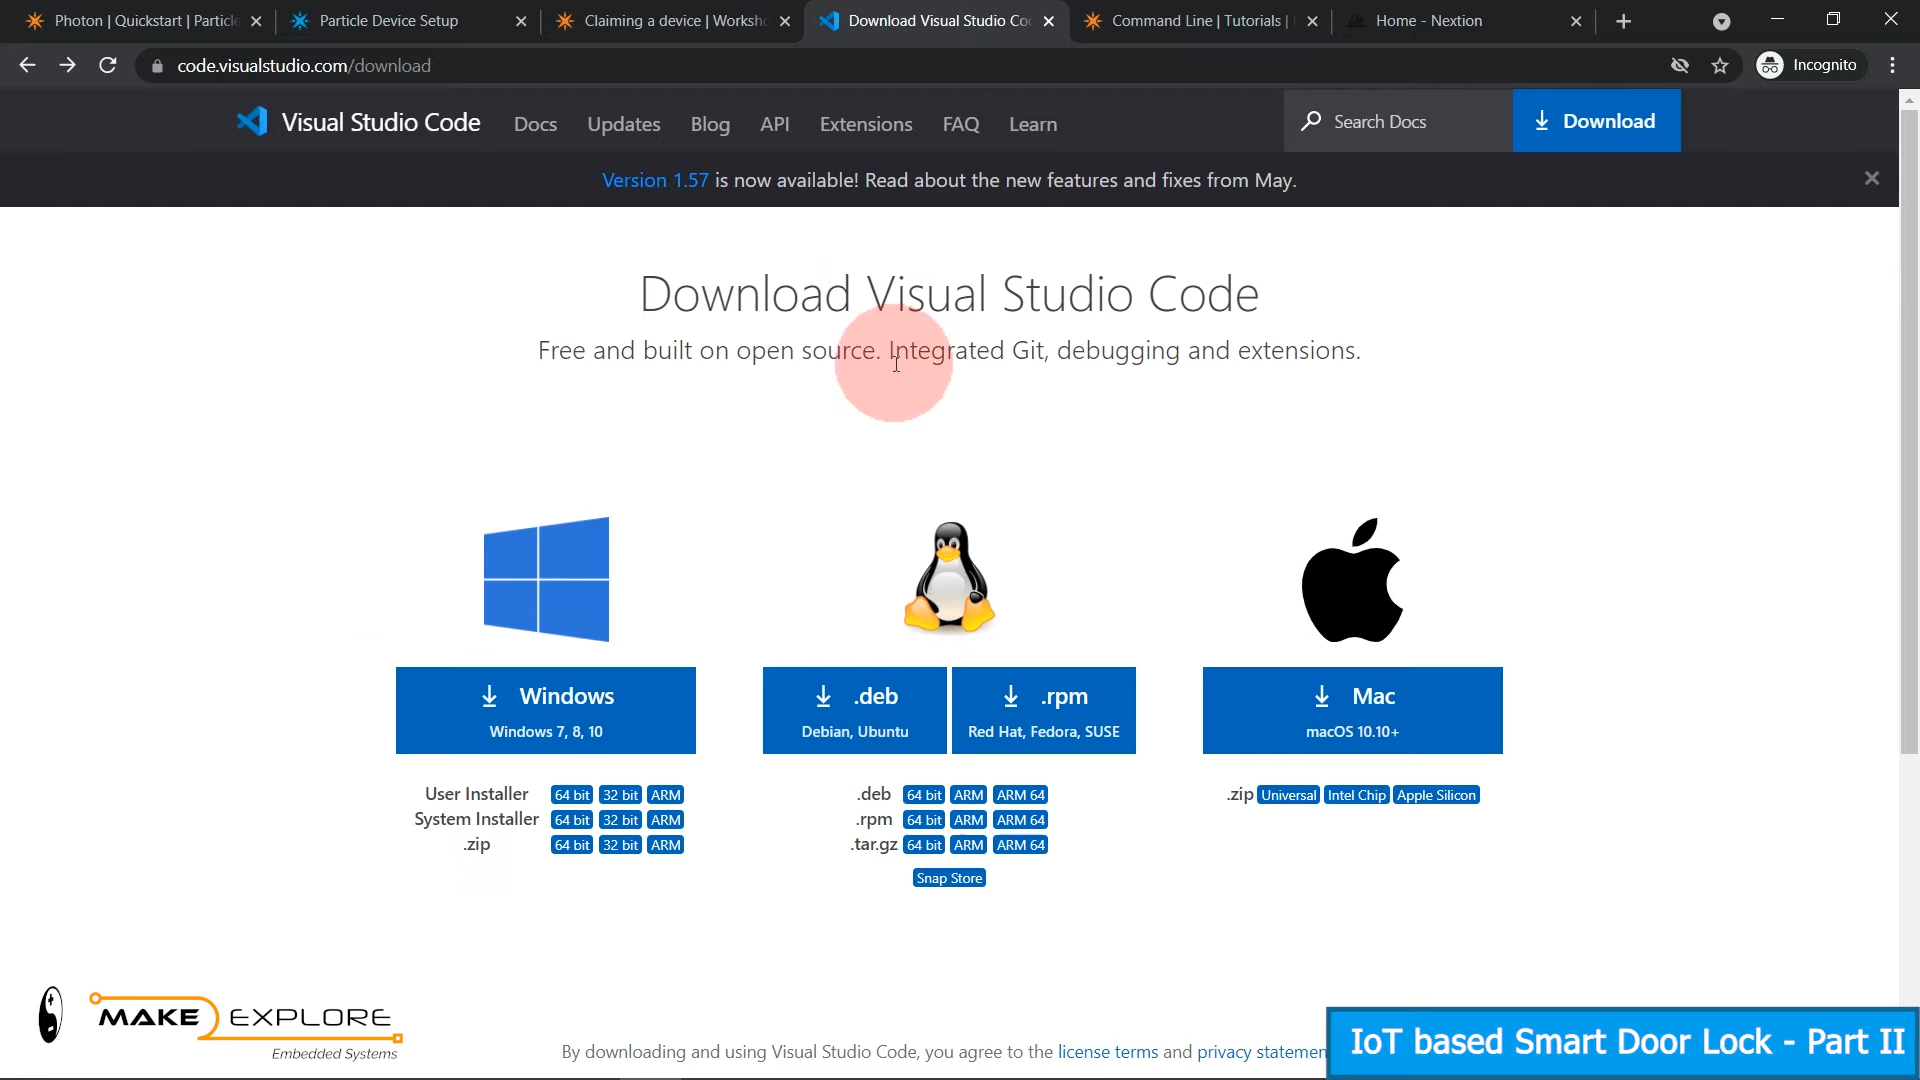 Photon | Quickstart | Particle
Particle Device Setup
Claiming a device | Worksho
Download Visual Studio Co
Command Line | Tutorials |
Home - Nextion
code.visualstudio.com/download
Incognito
Visual Studio Code
Docs
Updates
Blog
API
Extensions
FAQ
Learn
Search Docs
Download
Version 1.57 is now available! Read about the new features and fixes from May.
Download Visual Studio Code
Free and built on open source. Integrated Git, debugging and extensions.
Windows
Windows 7, 8, 10
.deb
Debian, Ubuntu
.rpm
Red Hat, Fedora, SUSE
Mac
macOS 10.10+
User Installer 64 bit 32 bit ARM
System Installer 64 bit 32 bit ARM
.zip 64 bit 32 bit ARM
.deb 64 bit ARM ARM 64
.rpm 64 bit ARM ARM 64
.tar.gz 64 bit ARM ARM 64
Snap Store
.zip Universal Intel Chip Apple Silicon
MAKE EXPLORE
Embedded Systems
By downloading and using Visual Studio Code, you agree to the license terms and privacy statemen
IoT based Smart Door Lock - Part II